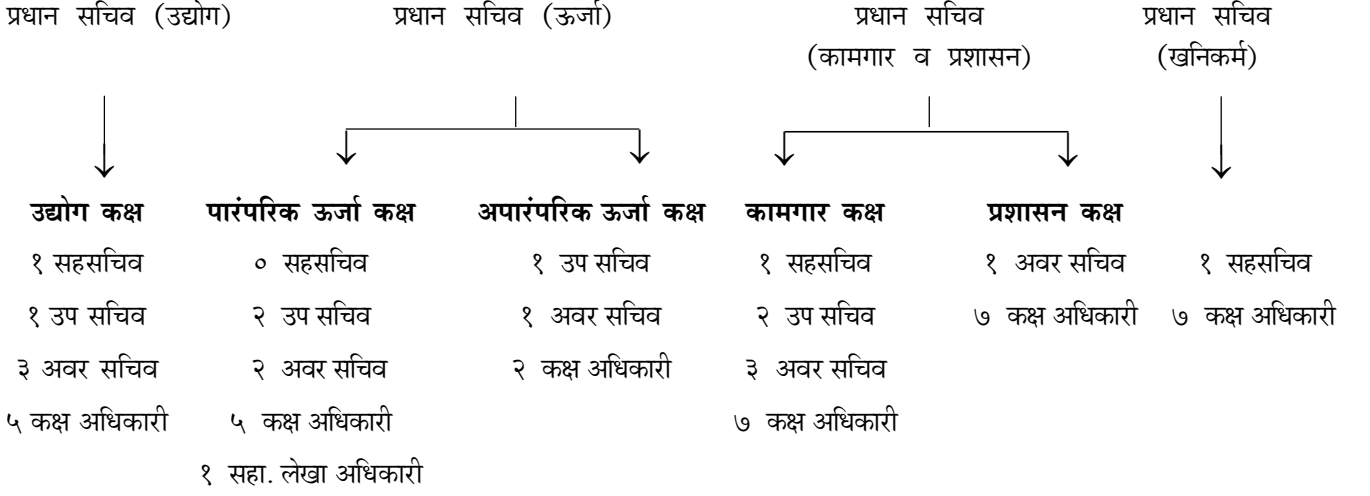 प्रधान सचिव (उद्योग) प्रधान सचिव (ऊर्जा) प्रधान सचिव प्रधान सचिव
(कामगार व प्रशासन) (खनिकर्म)
उद्योग कक्ष पारंपरिक ऊर्जा कक्ष अपारंपरिक ऊर्जा कक्ष कामगार कक्ष प्रशासन कक्ष
१ सहसचिव ० सहसचिव १ उप सचिव १ सहसचिव १ अवर सचिव १ सहसचिव
१ उप सचिव २ उप सचिव १ अवर सचिव २ उप सचिव ७ कक्ष अधिकारी ७ कक्ष अधिकारी
३ अवर सचिव २ अवर सचिव २ कक्ष अधिकारी ३ अवर सचिव
५ कक्ष अधिकारी ५ कक्ष अधिकारी ७ कक्ष अधिकारी
१ सहा. लेखा अधिकारी